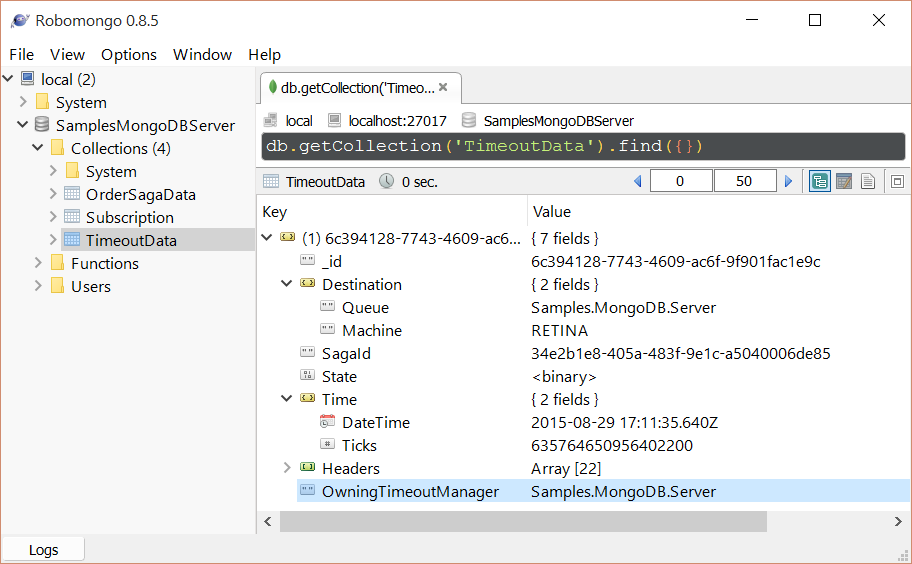 Robomongo 0.8.5
File View Options Window Help
local (2)
System
SamplesMongoDBServer
Collections (4)
System
OrderSagaData
Subscription
TimeoutData
Functions
Users
db.getCollection('Timeo...
local localhost:27017 SamplesMongoDBServer
db.getCollection('TimeoutData').find({})
TimeoutData 0 sec. 0 50
Key Value
(1) 6c394128-7743-4609-ac6... { 7 fields }
_id 6c394128-7743-4609-ac6f-9f901fac1e9c
Destination { 2 fields }
Queue Samples.MongoDB.Server
Machine RETINA
SagaId 34e2b1e8-405a-483f-9e1c-a5040006de85
State <binary>
Time { 2 fields }
DateTime 2015-08-29 17:11:35.640Z
Ticks 635764650956402200
Headers Array [22]
OwningTimeoutManager Samples.MongoDB.Server
Logs